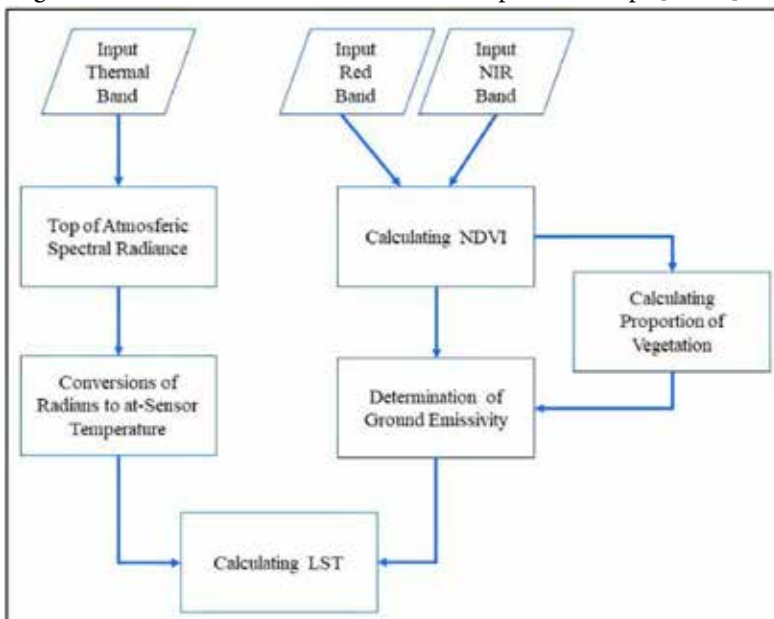 Input
Thermal
Band
Input
Red
Band
Input
NIR
Band
Top of Atmosferic
Spectral Radiance
Calculating NDVI
Calculating
Proportion of
Vegetation
Conversions of
Radians to at-Sensor
Temperature
Determination of
Ground Emissivity
Calculating LST